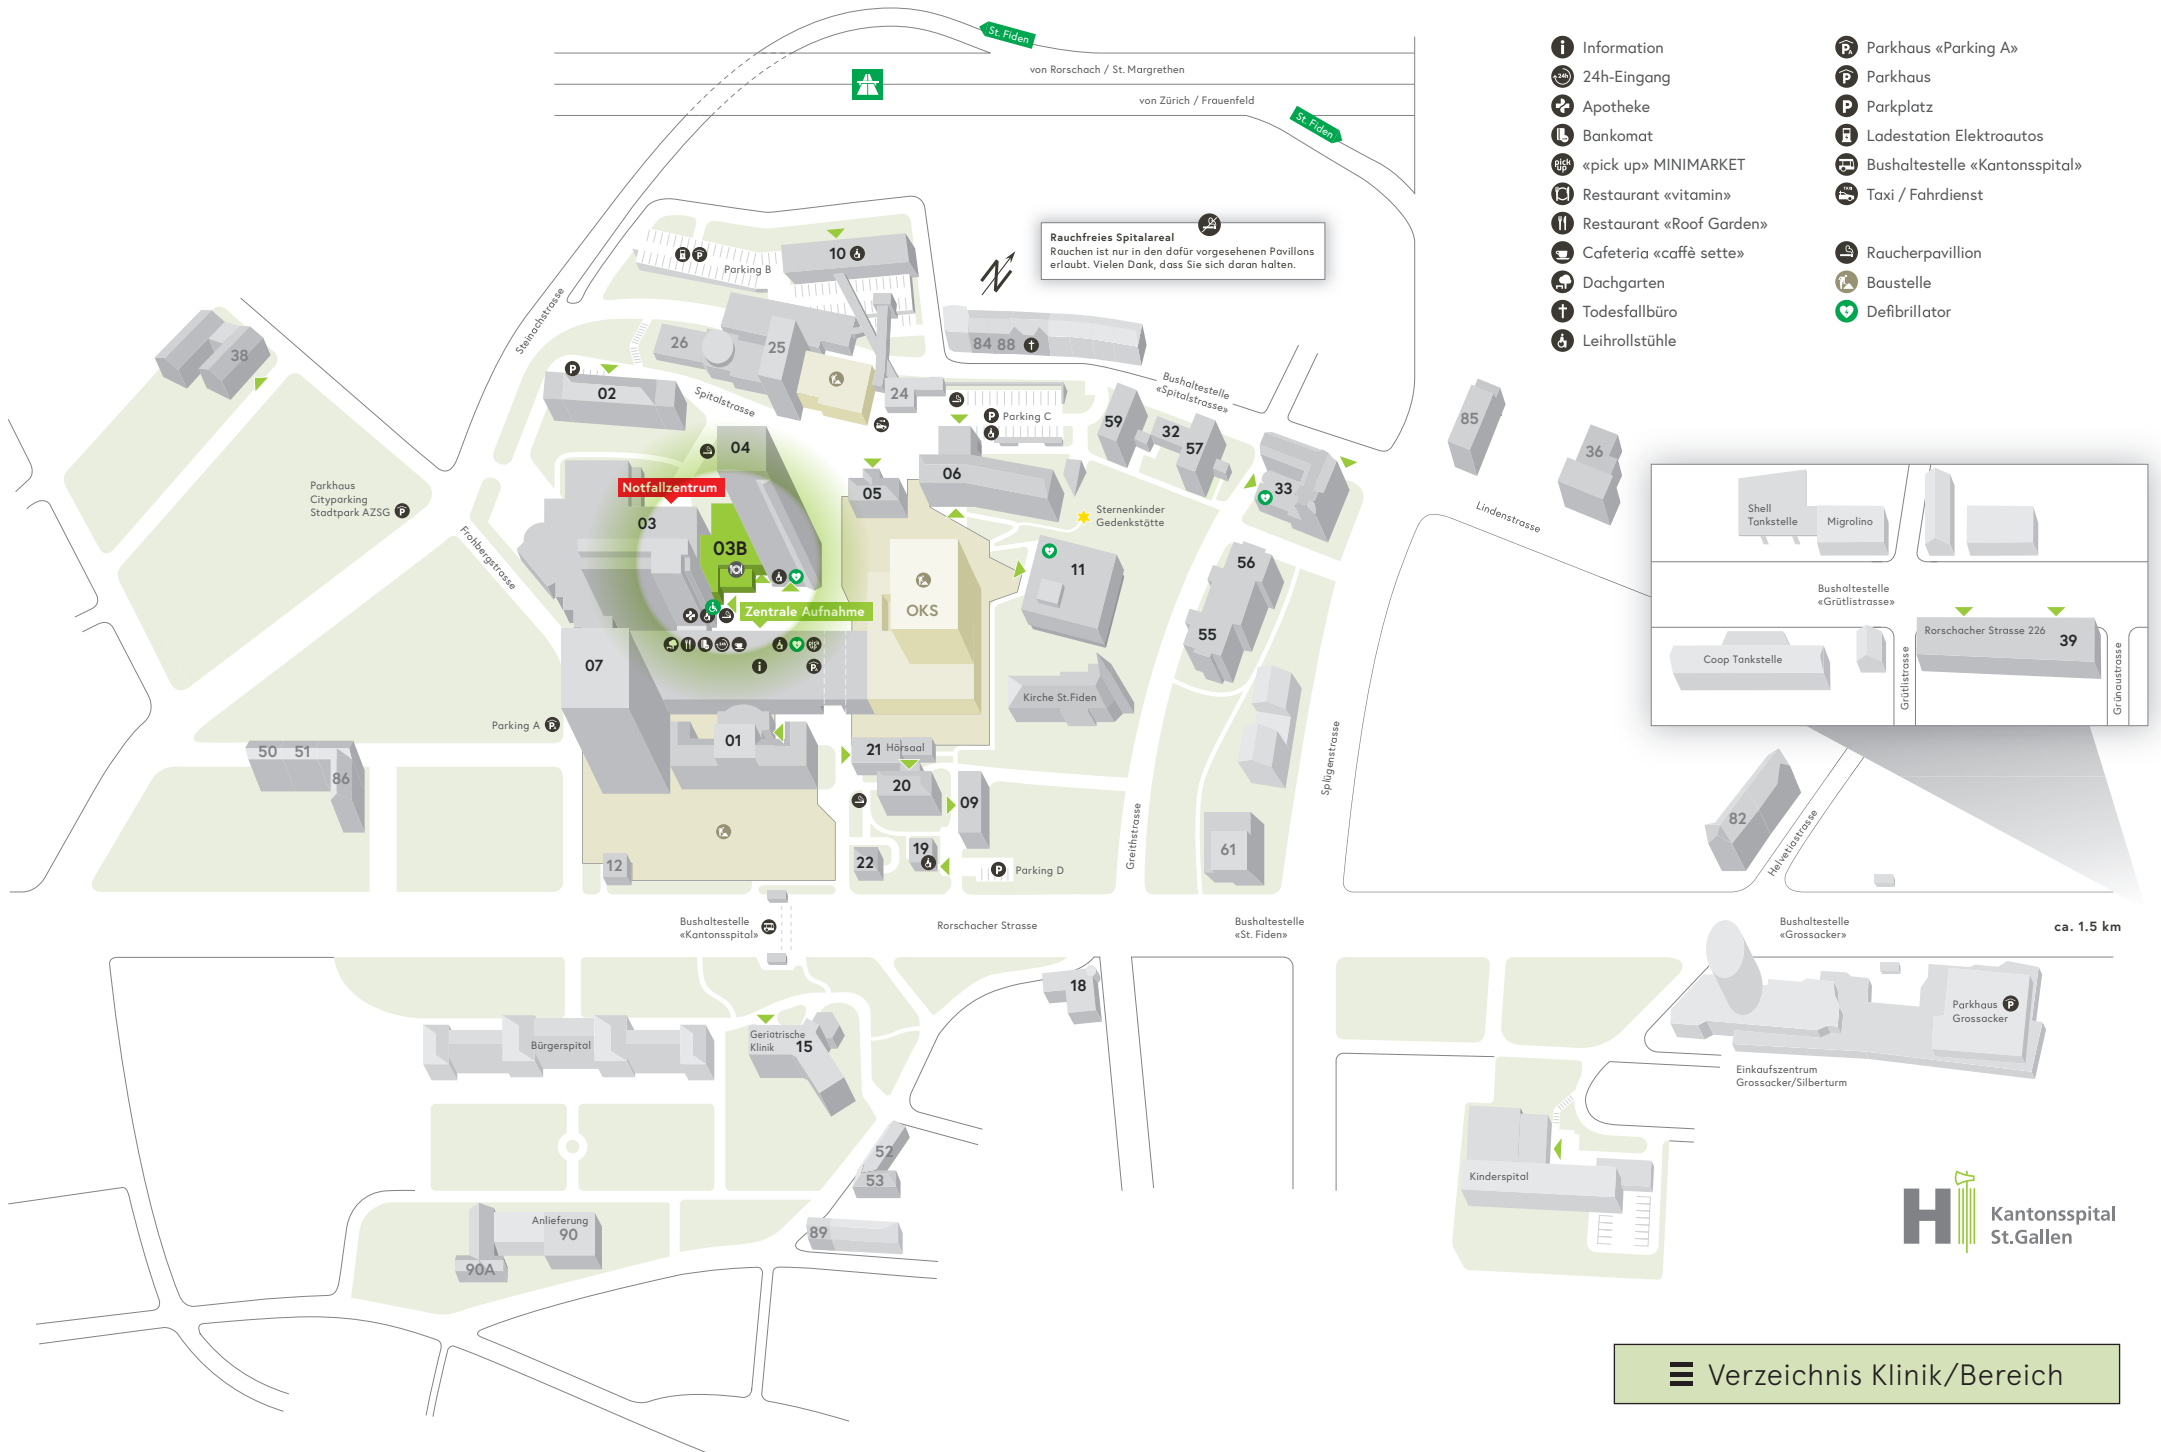 St. Fiden
von Rorschach / St. Margrethen
von Zürich / Frauenfeld
St. Fiden
Information
24h-Eingang
Apotheke
Bankomat
«pick up» MINIMARKET
Restaurant «vitamin»
Restaurant «Roof Garden»
Cafeteria «caffè sette»
Dachgarten
Todesfallbüro
Leihrollstühle
Parkhaus «Parking A»
Parkhaus
Parkplatz
Ladestation Elektroautos
Bushaltestelle «Kantonsspital»
Taxi / Fahrdienst
Raucherpavillion
Baustelle
Defibrillator
Rauchfreies Spitalareal
Rauchen ist nur in den dafür vorgesehenen Pavillons
erlaubt. Vielen Dank, dass Sie sich daran halten.
N
Steinachstrasse
Parking B
10
38
26
25
84 88
02
Spitalstrasse
24
Parking C
Bushaltestelle
«Spitalstrasse»
59
32
57
85
36
04
Notfallzentrum
03
03B
05
06
33
Sternenkinder
Gedenkstätte
Lindenstrasse
Parkhaus
Cityparking
Stadtpark AZSG
Frohbergstrasse
11
56
55
OKS
Zentrale Aufnahme
07
Kirche St.Fiden
Parking A
01
21 Hörsaal
20
09
50 51
86
12
22
19
Parking D
Greithstrasse
Splügenstrasse
61
82
Helvetiastrasse
Shell
Tankstelle
Migrolino
Bushaltestelle
«Grütlistrasse»
Coop Tankstelle
Grütlistrasse
Rorschacher Strasse 226
39
Grünaustrasse
Bushaltestelle
«Kantonsspital»
Rorschacher Strasse
Bushaltestelle
«St. Fiden»
Bushaltestelle
«Grossacker»
ca. 1.5 km
18
Bürgerspital
Geriatrische
Klinik
15
Parkhaus
Grossacker
Einkaufszentrum
Grossacker/Silberturm
52
53
89
Kinderspital
Anlieferung
90
90A
H
Kantonsspital
St.Gallen
Verzeichnis Klinik/Bereich